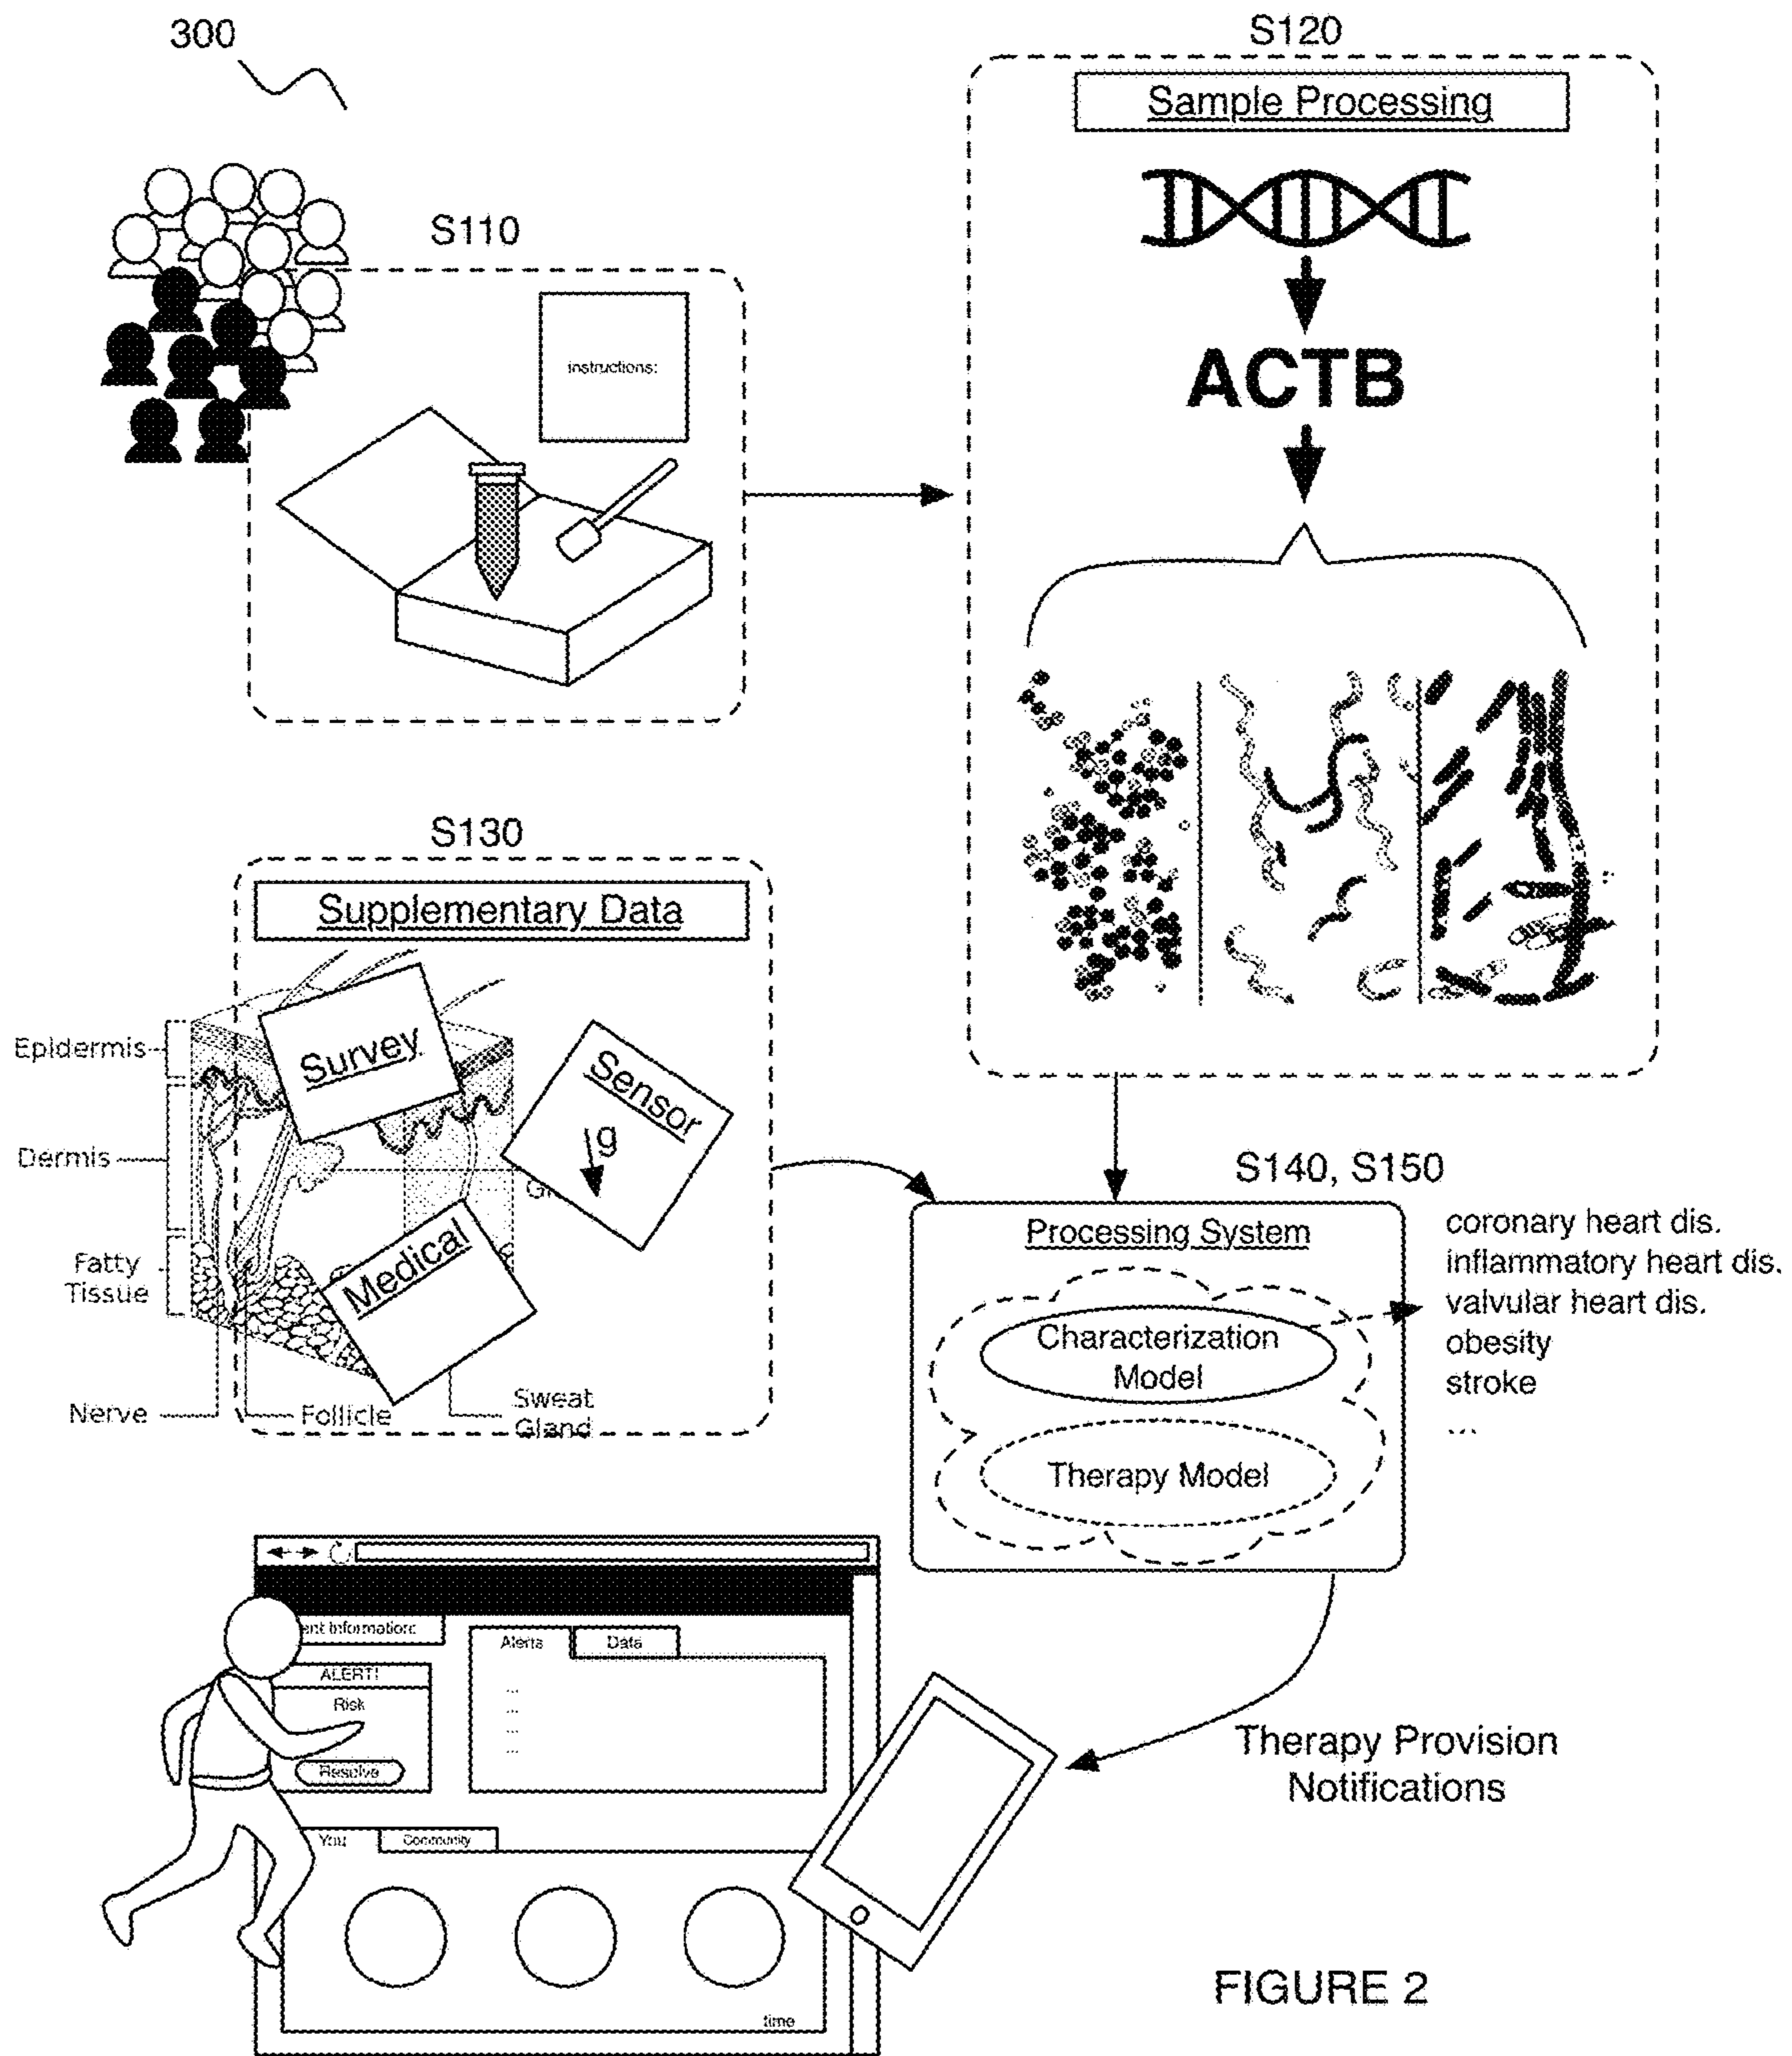 300
S120
Sample Processing
S110
instructions:
ACTB
S130
Supplementary Data
Epidermis
Survey
Sensor
g
Dermis
Medical
Fatty
Tissue
Nerve
Follicle
Sweat
Gland
S140, S150
Processing System
coronary heart dis.
inflammatory heart dis.
valvular heart dis.
obesity
stroke
...
Characterization
Model
Therapy Model
ent Information:
ALERT!
Risk
Resolve
Alerts
Data
...
...
...
...
You
Community
time
Therapy Provision
Notifications
FIGURE 2